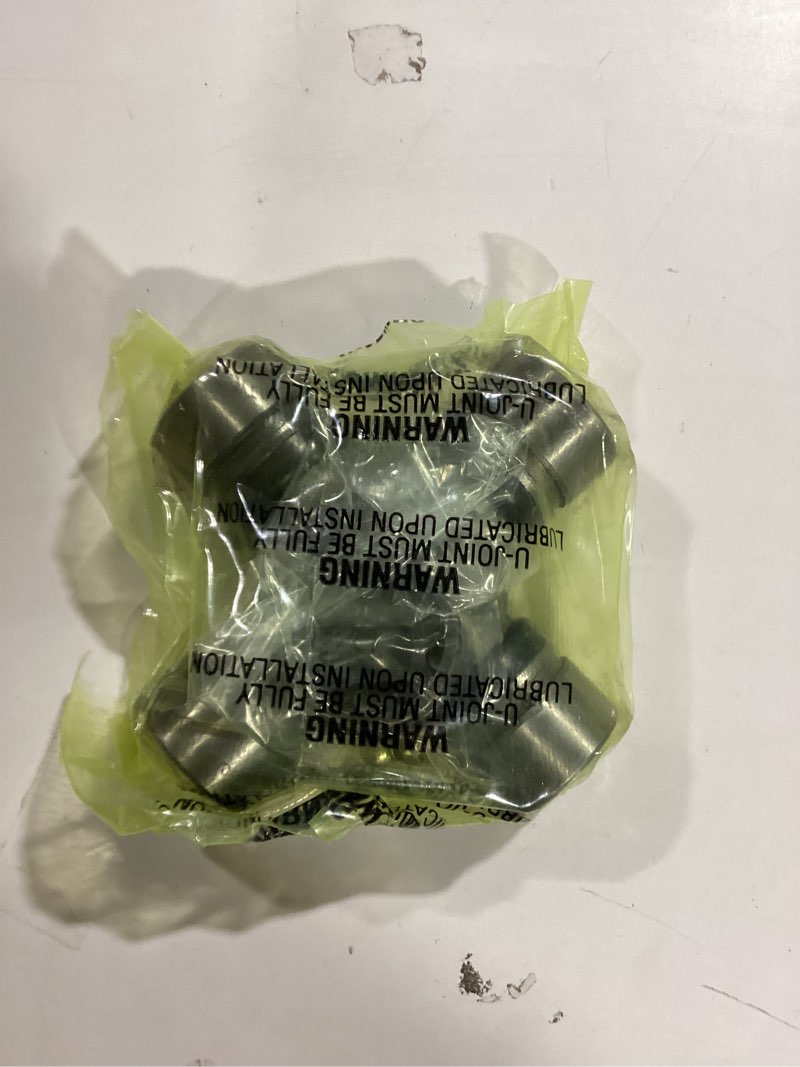 WARNING
U-JOINT MUST BE FULLY
LUBRICATED UPON INSTALLATION
WARNING
U-JOINT MUST BE FULLY
LUBRICATED UPON INSTALLATION
WARNING
U-JOINT MUST BE FULLY
LUBRICATED UPON INSTALLATION